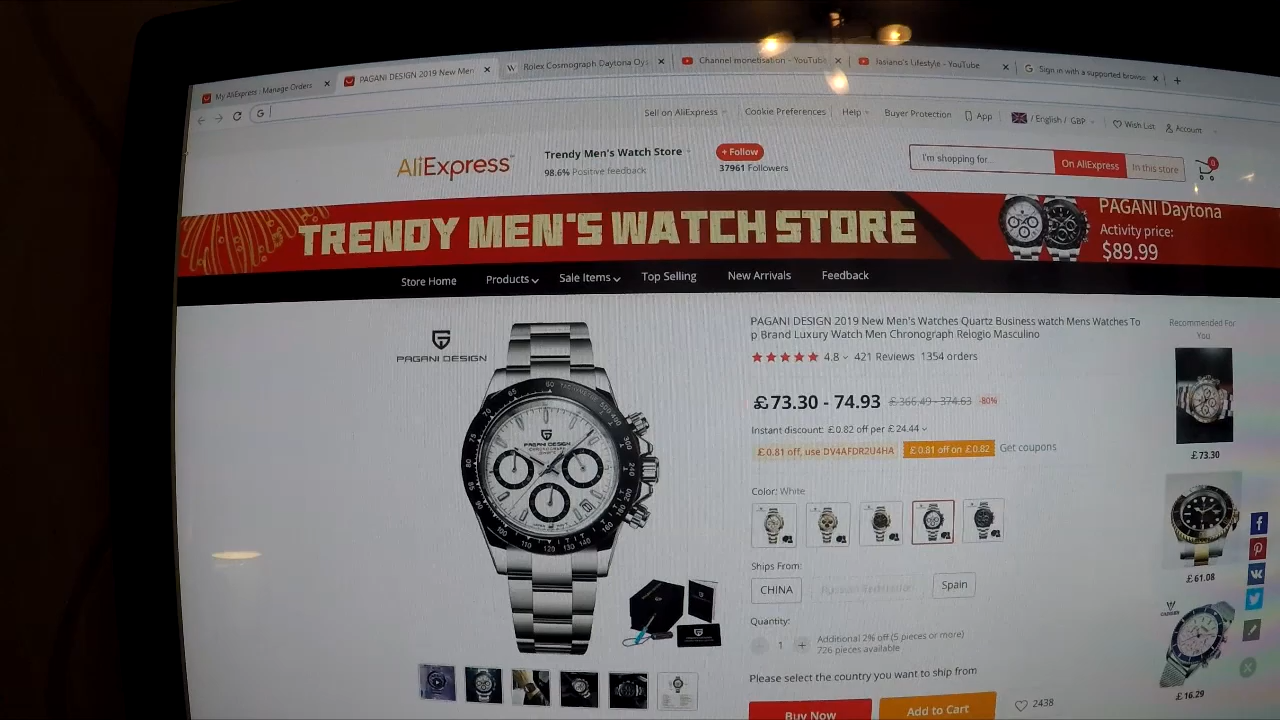 My AliExpress : Manage Orders
PAGANI DESIGN 2019 New Men
Rolex Cosmograph Daytona Oys
Channel monetisation - YouTube
Iasiano's Lifestyle - YouTube
Sign in with a supported brows
Sell on AliExpress
Cookie Preferences
Help
Buyer Protection
App
/ English / GBP
Wish List
Account
AliExpress
Trendy Men's Watch Store
98.6% Positive feedback
+ Follow
37961 Followers
I'm shopping for...
On AliExpress
In this store
0
TRENDY MEN'S WATCH STORE
PAGANI Daytona
Activity price:
$89.99
Store Home
Products
Sale Items
Top Selling
New Arrivals
Feedback
PAGANI DESIGN
PAGANI DESIGN 2019 New Men's Watches Quartz Business watch Mens Watches To
p Brand Luxury Watch Men Chronograph Relogio Masculino
4.8
421 Reviews
1354 orders
£73.30 - 74.93
£366.49 - 374.63
-80%
Instant discount: £0.82 off per £24.44
£0.81 off, use DV4AFDR2U4HA
£0.81 off on £0.82
Get coupons
Color: White
Ships From:
CHINA
Russian Federation
Spain
Quantity:
1
Additional 2% off (5 pieces or more)
726 pieces available
Please select the country you want to ship from
Buy Now
Add to Cart
2438
Recommended For
You
£73.30
£61.08
£16.29